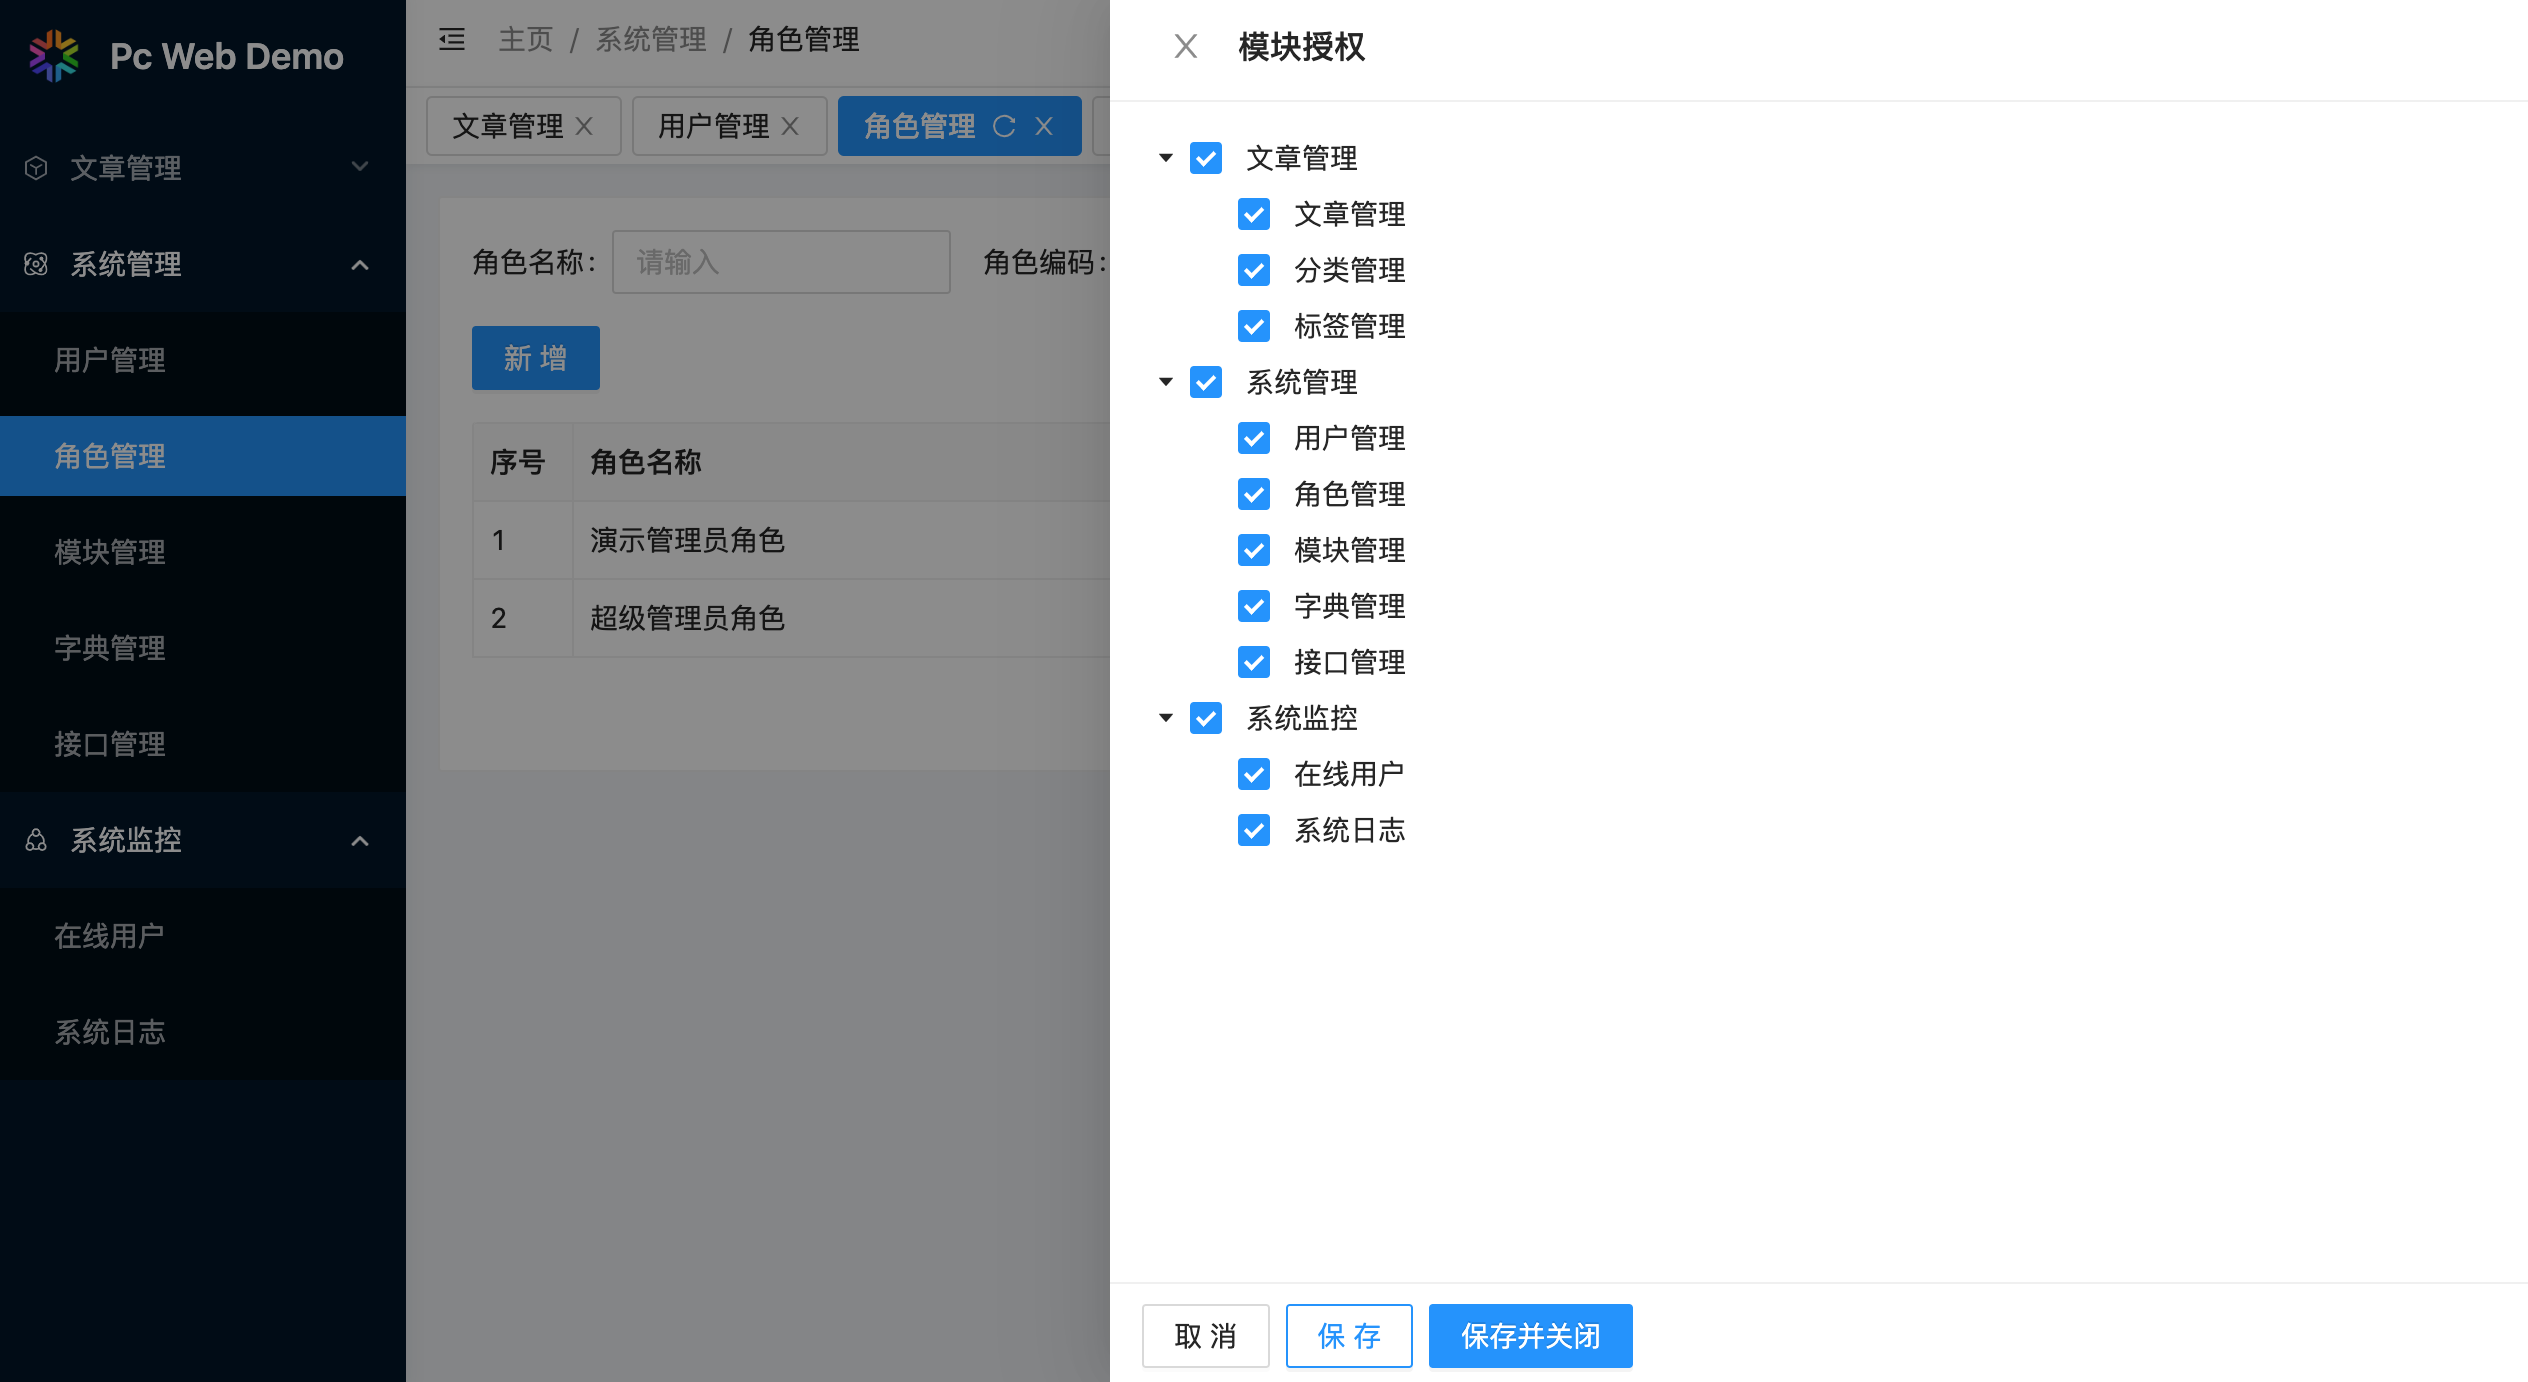 Pc Web Demo
文章管理
系统管理
用户管理
角色管理
模块管理
字典管理
接口管理
系统监控
在线用户
系统日志
主页 / 系统管理 / 角色管理
文章管理 用户管理 角色管理
角色名称: 请输入 角色编码:
新 增
序号 角色名称
1 演示管理员角色
2 超级管理员角色
模块授权
文章管理
文章管理
分类管理
标签管理
系统管理
用户管理
角色管理
模块管理
字典管理
接口管理
系统监控
在线用户
系统日志
取 消 保 存 保存并关闭